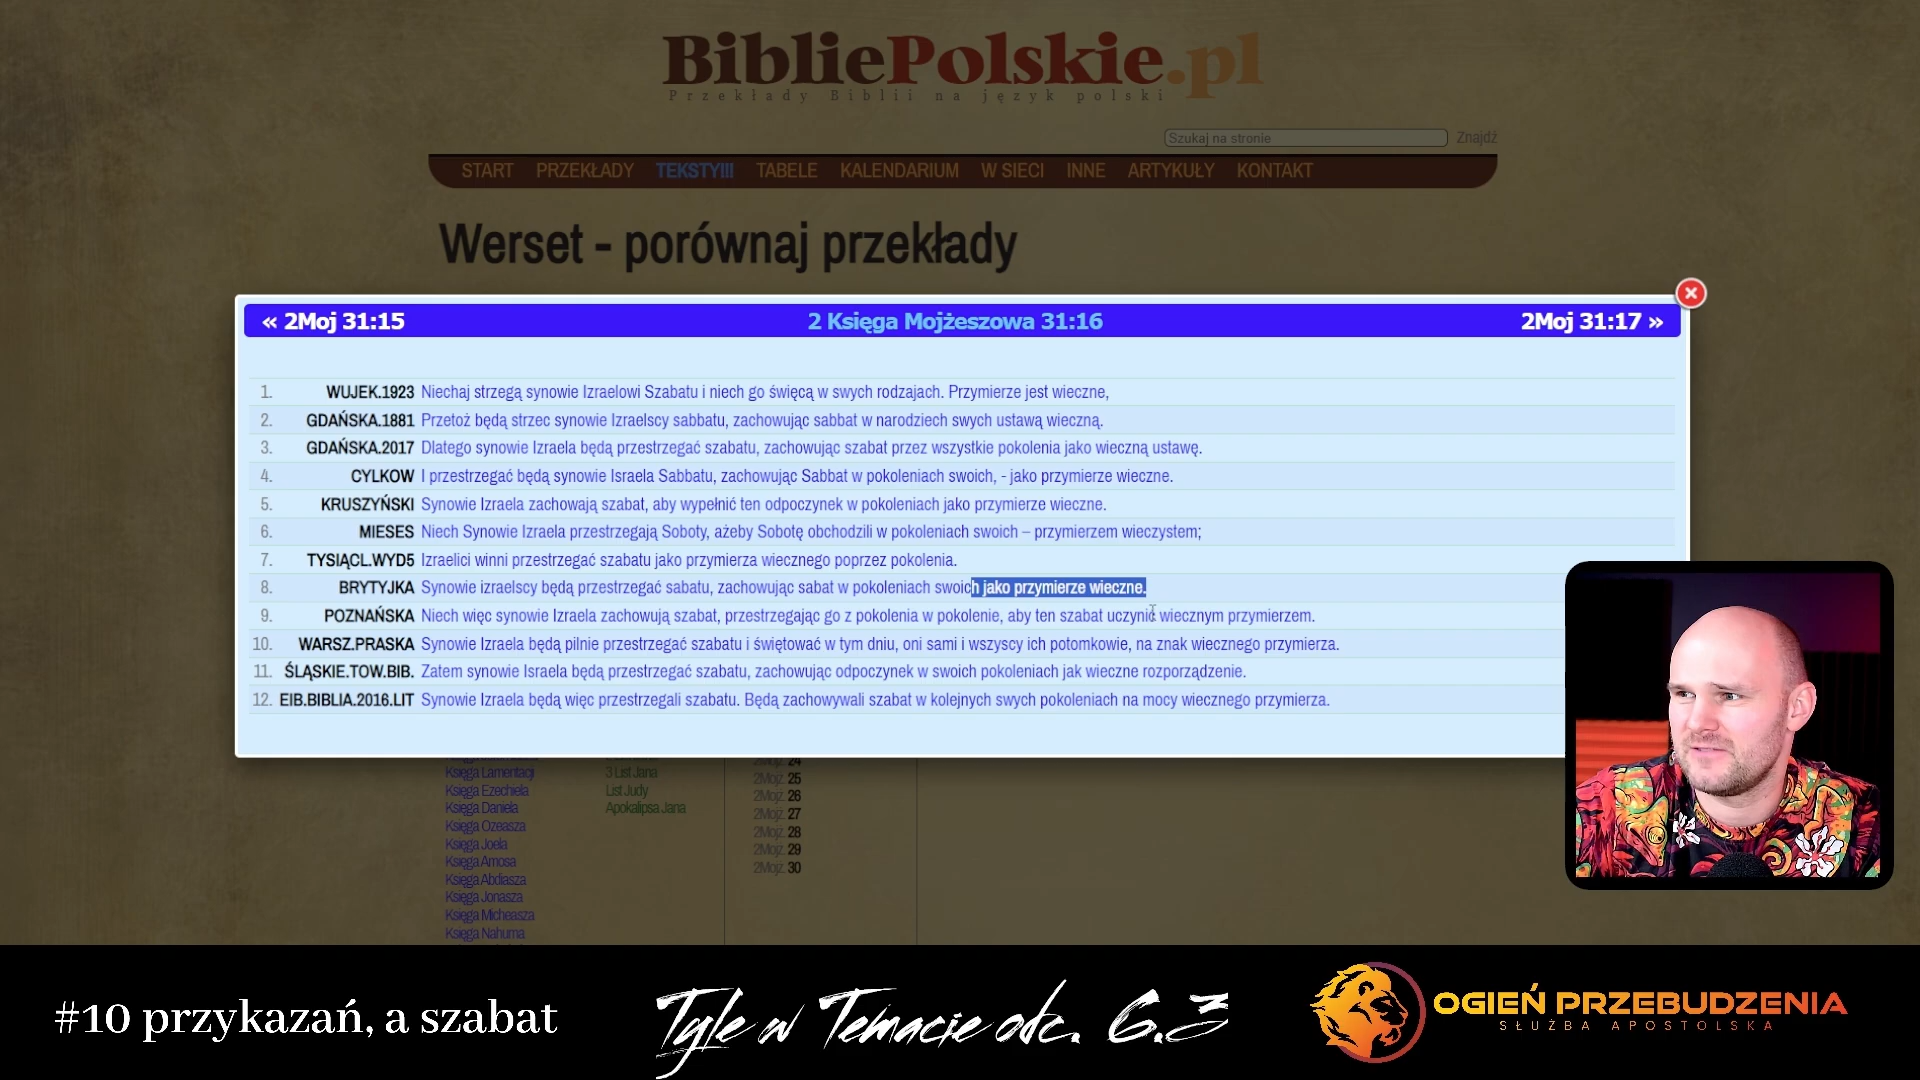 BibliePolskie.pl
Przekłady Biblii na język polski
Szukaj na stronie Znajdź
START PRZEKŁADY TEKSTY!!! TABELE KALENDARIUM W SIECI INNE ARTYKUŁY KONTAKT
Werset - porównaj przekłady
« 2Moj 31:15 2 Księga Mojżeszowa 31:16 2Moj 31:17 »
1. WUJEK.1923 Niechaj strzegą synowie Izraelowi Szabatu i niech go święcą w swych rodzajach. Przymierze jest wieczne,
2. GDAŃSKA.1881 Przetoż będą strzec synowie Izraelscy sabbatu, zachowując sabbat w narodziech swych ustawą wieczną.
3. GDAŃSKA.2017 Dlatego synowie Izraela będą przestrzegać szabatu, zachowując szabat przez wszystkie pokolenia jako wieczną ustawę.
4. CYLKOW I przestrzegać będą synowie Israela Sabbatu, zachowując Sabbat w pokoleniach swoich, - jako przymierze wieczne.
5. KRUSZYŃSKI Synowie Izraela zachowają szabat, aby wypełnić ten odpoczynek w pokoleniach jako przymierze wieczne.
6. MIESES Niech Synowie Izraela przestrzegają Soboty, ażeby Sobotę obchodzili w pokoleniach swoich – przymierzem wieczystem;
7. TYSIĄCL.WYD5 Izraelici winni przestrzegać szabatu jako przymierza wiecznego poprzez pokolenia.
8. BRYTYJKA Synowie izraelscy będą przestrzegać sabatu, zachowując sabat w pokoleniach swoich jako przymierze wieczne.
9. POZNAŃSKA Niech więc synowie Izraela zachowują szabat, przestrzegając go z pokolenia w pokolenie, aby ten szabat uczynić wiecznym przymierzem.
10. WARSZ.PRASKA Synowie Izraela będą pilnie przestrzegać szabatu i świętować w tym dniu, oni sami i wszyscy ich potomkowie, na znak wiecznego przymierza.
11. ŚLĄSKIE.TOW.BIB. Zatem synowie Israela będą przestrzegać szabatu, zachowując odpoczynek w swoich pokoleniach jak wieczne rozporządzenie.
12. EIB.BIBLIA.2016.LIT Synowie Izraela będą więc przestrzegali szabatu. Będą zachowywali szabat w kolejnych swych pokoleniach na mocy wiecznego przymierza.
2Mojż. 24
Księga Lamentacji 3 List Jana 2Mojż. 25
Księga Ezechiela List Judy 2Mojż. 26
Księga Daniela Apokalipsa Jana 2Mojż. 27
Księga Ozeasza 2Mojż. 28
Księga Joela 2Mojż. 29
Księga Amosa 2Mojż. 30
Księga Abdiasza
Księga Jonasza
Księga Micheasza
Księga Nahuma
#10 przykazań, a szabat
Tyle w Temacie odc. 6.3
OGIEŃ PRZEBUDZENIA
SŁUŻBA APOSTOLSKA